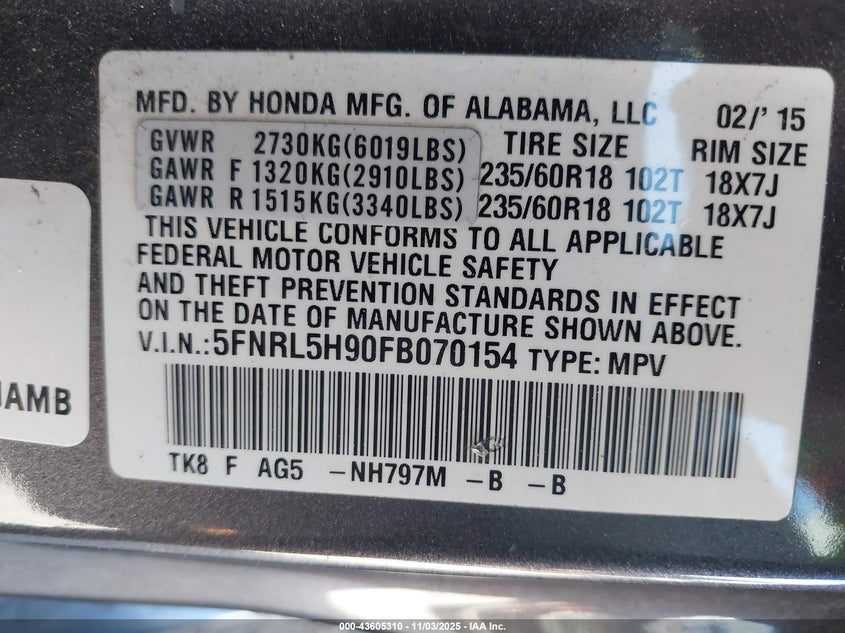 MFD. BY HONDA MFG. OF ALABAMA, LLC 02/' 15
GVWR 2730KG(6019LBS) TIRE SIZE RIM SIZE
GAWR F 1320KG(2910LBS) 235/60R18 102T 18X7J
GAWR R 1515KG(3340LBS) 235/60R18 102T 18X7J
THIS VEHICLE CONFORMS TO ALL APPLICABLE
FEDERAL MOTOR VEHICLE SAFETY
AND THEFT PREVENTION STANDARDS IN EFFECT
ON THE DATE OF MANUFACTURE SHOWN ABOVE.
V.I.N.: 5FNRL5H90FB070154 TYPE: MPV
TK8 F AG5 -NH797M -B -B
JAMB
000-43605310 - 11/03/2025 - IAA Inc.